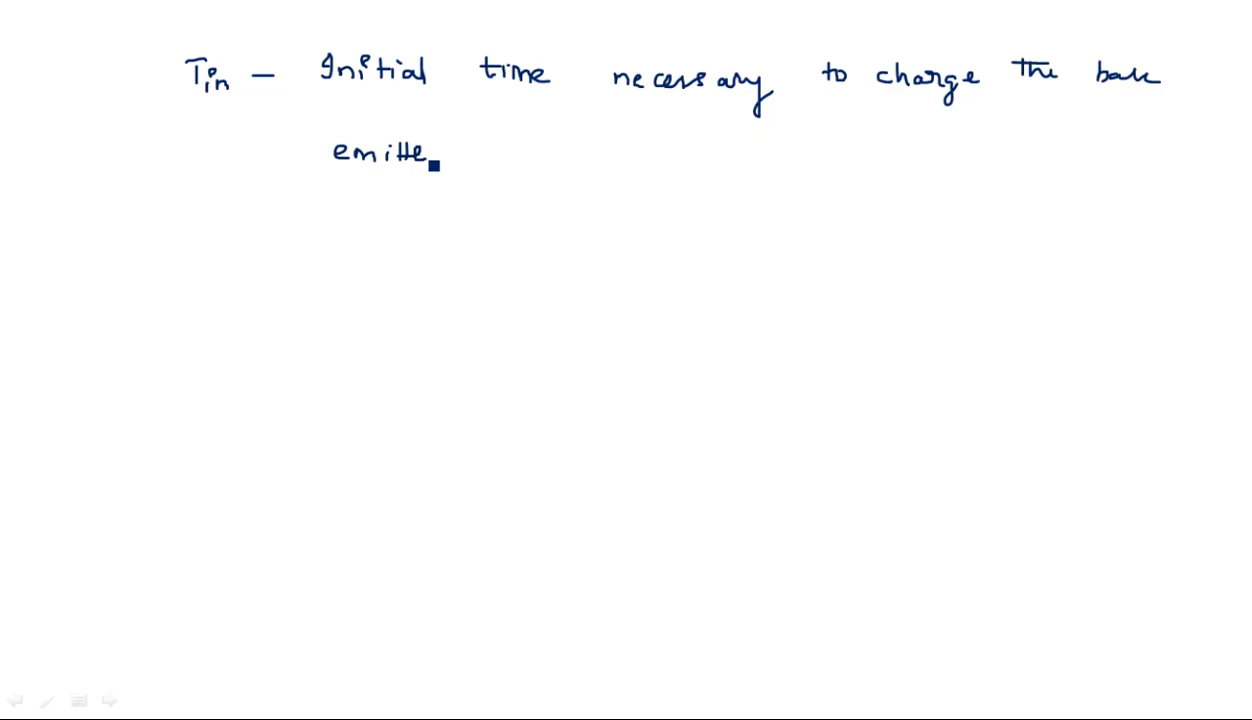 Tin – Initial time necessary to charge the base
emitte